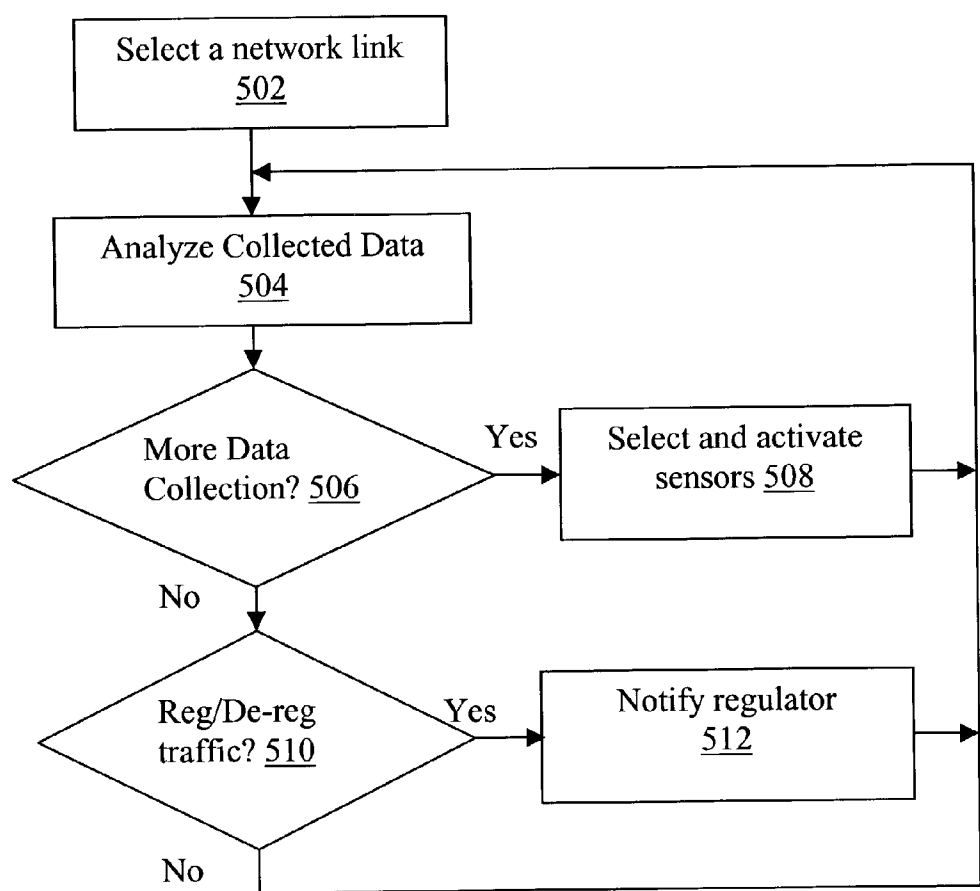 Select a network link
502
Analyze Collected Data
504
More Data
Collection? 506
Yes
Select and activate
sensors 508
No
Reg/De-reg
traffic? 510
Yes
Notify regulator
512
No